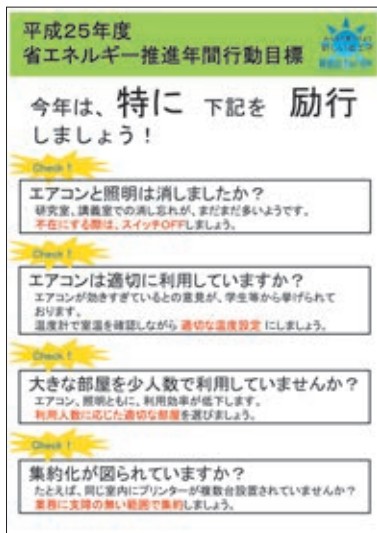 平成25年度
省エネルギー推進年間行動目標
今年は、特に 下記を 励行
しましょう!
Check!
エアコンと照明は消しましたか?
研究室、講義室での消し忘れが、まだまだ多いようです。
不在にする際は、スイッチOFFしましょう。
Check!
エアコンは適切に利用していますか?
エアコンが効きすぎているとの意見が、学生等から挙げられて
おります。
温度計で室温を確認しながら 適切な温度設定 にしましょう。
Check!
大きな部屋を少人数で利用していませんか?
エアコン、照明ともに、利用効率が低下します。
利用人数に応じた適切な部屋を選びましょう。
Check!
集約化が図られていますか?
たとえば、同じ室内にプリンターが複数台設置されていませんか?
業務に支障の無い範囲で集約しましょう。